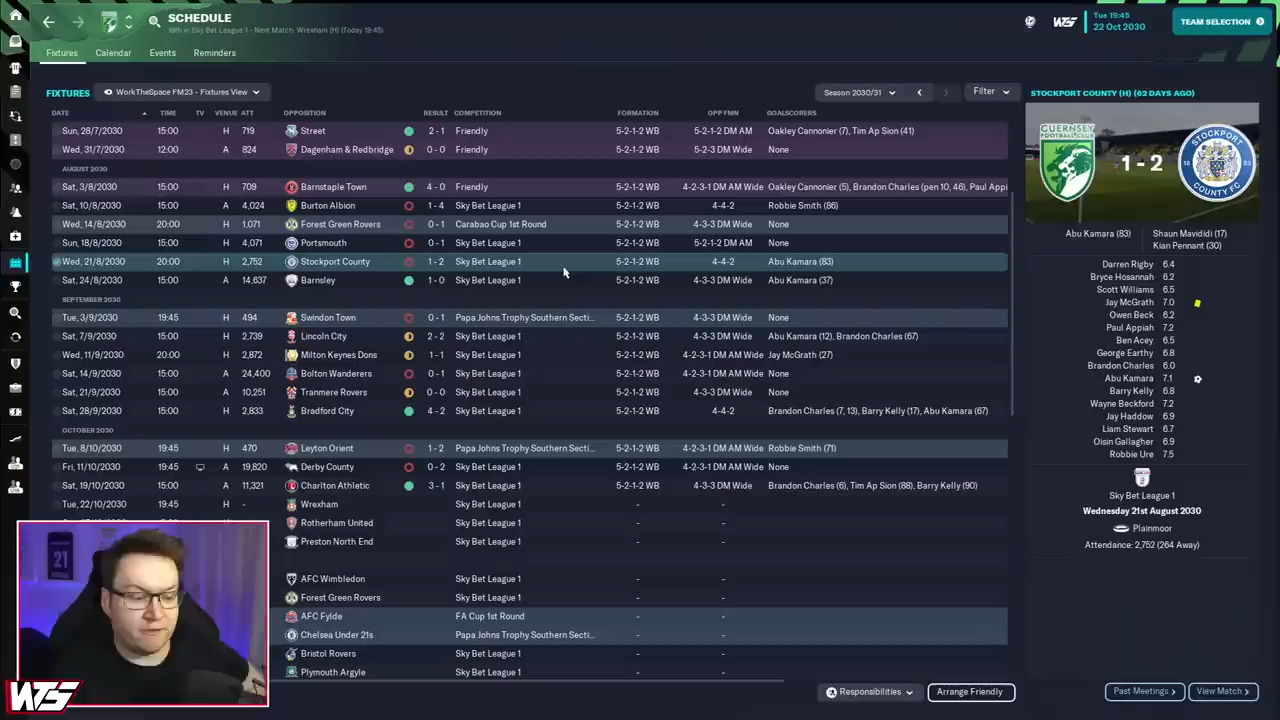 SCHEDULE
18th in Sky Bet League 1 - Next Match: Wrexham (H) (Today 19:45)
WTS
Tue 19:45
22 Oct 2030
TEAM SELECTION
Fixtures Calendar Events Reminders
FIXTURES WorkTheSpace FM23 - Fixtures View Season 2030/31 Filter
DATE TIME TV VENUE ATT OPPOSITION RESULT COMPETITION FORMATION OPP FMN GOALSCORERS
Sun, 28/7/2030 15:00 H 719 Street 2 - 1 Friendly 5-2-1-2 WB 5-2-1-2 DM AM Oakley Cannonier (7), Tim Ap Sion (41)
Wed, 31/7/2030 12:00 A 824 Dagenham & Redbridge 0 - 0 Friendly 5-2-1-2 WB 5-2-3 DM Wide None
AUGUST 2030
Sat, 3/8/2030 15:00 H 709 Barnstaple Town 4 - 0 Friendly 5-2-1-2 WB 4-2-3-1 DM AM Wide Oakley Cannonier (5), Brandon Charles (pen 10, 46), Paul Appi
Sat, 10/8/2030 15:00 A 4,024 Burton Albion 1 - 4 Sky Bet League 1 5-2-1-2 WB 4-4-2 Robbie Smith (86)
Wed, 14/8/2030 20:00 H 1,071 Forest Green Rovers 0 - 1 Carabao Cup 1st Round 5-2-1-2 WB 4-3-3 DM Wide None
Sun, 18/8/2030 15:00 H 4,071 Portsmouth 0 - 1 Sky Bet League 1 5-2-1-2 WB 5-2-1-2 DM AM None
Wed, 21/8/2030 20:00 H 2,752 Stockport County 1 - 2 Sky Bet League 1 5-2-1-2 WB 4-4-2 Abu Kamara (83)
Sat, 24/8/2030 15:00 A 14,637 Barnsley 1 - 0 Sky Bet League 1 5-2-1-2 WB 4-3-3 DM Wide Abu Kamara (37)
SEPTEMBER 2030
Tue, 3/9/2030 19:45 H 494 Swindon Town 0 - 1 Papa Johns Trophy Southern Secti... 5-2-1-2 WB 4-3-3 DM Wide None
Sat, 7/9/2030 15:00 H 2,739 Lincoln City 2 - 2 Sky Bet League 1 5-2-1-2 WB 4-3-3 DM Wide Abu Kamara (12), Brandon Charles (67)
Wed, 11/9/2030 20:00 H 2,872 Milton Keynes Dons 1 - 1 Sky Bet League 1 5-2-1-2 WB 4-2-3-1 DM AM Wide Jay McGrath (27)
Sat, 14/9/2030 15:00 A 24,400 Bolton Wanderers 0 - 1 Sky Bet League 1 5-2-1-2 WB 4-2-3-1 DM AM Wide None
Sat, 21/9/2030 15:00 A 10,251 Tranmere Rovers 0 - 0 Sky Bet League 1 5-2-1-2 WB 4-3-3 DM Wide None
Sat, 28/9/2030 15:00 H 2,833 Bradford City 4 - 2 Sky Bet League 1 5-2-1-2 WB 4-4-2 Brandon Charles (7, 13), Barry Kelly (17), Abu Kamara (67)
OCTOBER 2030
Tue, 8/10/2030 19:45 H 470 Leyton Orient 1 - 2 Papa Johns Trophy Southern Secti... 5-2-1-2 WB 4-2-3-1 DM AM Wide Robbie Smith (71)
Fri, 11/10/2030 19:45 A 19,820 Derby County 0 - 2 Sky Bet League 1 5-2-1-2 WB 4-2-3-1 DM AM Wide None
Sat, 19/10/2030 15:00 A 11,321 Charlton Athletic 3 - 1 Sky Bet League 1 5-2-1-2 WB 4-3-3 DM Wide Brandon Charles (6), Tim Ap Sion (88), Barry Kelly (90)
Tue, 22/10/2030 19:45 H - Wrexham Sky Bet League 1 - -
Rotherham United Sky Bet League 1 - -
Preston North End Sky Bet League 1 - -
AFC Wimbledon Sky Bet League 1 - -
Forest Green Rovers Sky Bet League 1 - -
AFC Fylde FA Cup 1st Round - -
Chelsea Under 21s Papa Johns Trophy Southern Secti... - -
Bristol Rovers Sky Bet League 1 - -
Plymouth Argyle Sky Bet League 1 - -
Responsibilities Arrange Friendly
STOCKPORT COUNTY (H) (62 DAYS AGO)
GUERNSEY
FOOTBALL CLUB
1 - 2
STOCKPORT
COUNTY FC
Abu Kamara (83) Shaun Mavididi (17)
Kian Pennant (30)
Darren Rigby 6.4
Bryce Hosannah 6.2
Scott Williams 6.5
Jay McGrath 7.0
Owen Beck 6.2
Paul Appiah 7.2
Ben Acey 6.5
George Earthy 6.8
Brandon Charles 6.0
Abu Kamara 7.1
Barry Kelly 6.8
Wayne Beckford 7.2
Jay Haddow 6.9
Liam Stewart 6.7
Oisin Gallagher 6.9
Robbie Ure 7.5
Sky Bet League 1
Wednesday 21st August 2030
Plainmoor
Attendance: 2,752 (264 Away)
Past Meetings View Match
21
WTS